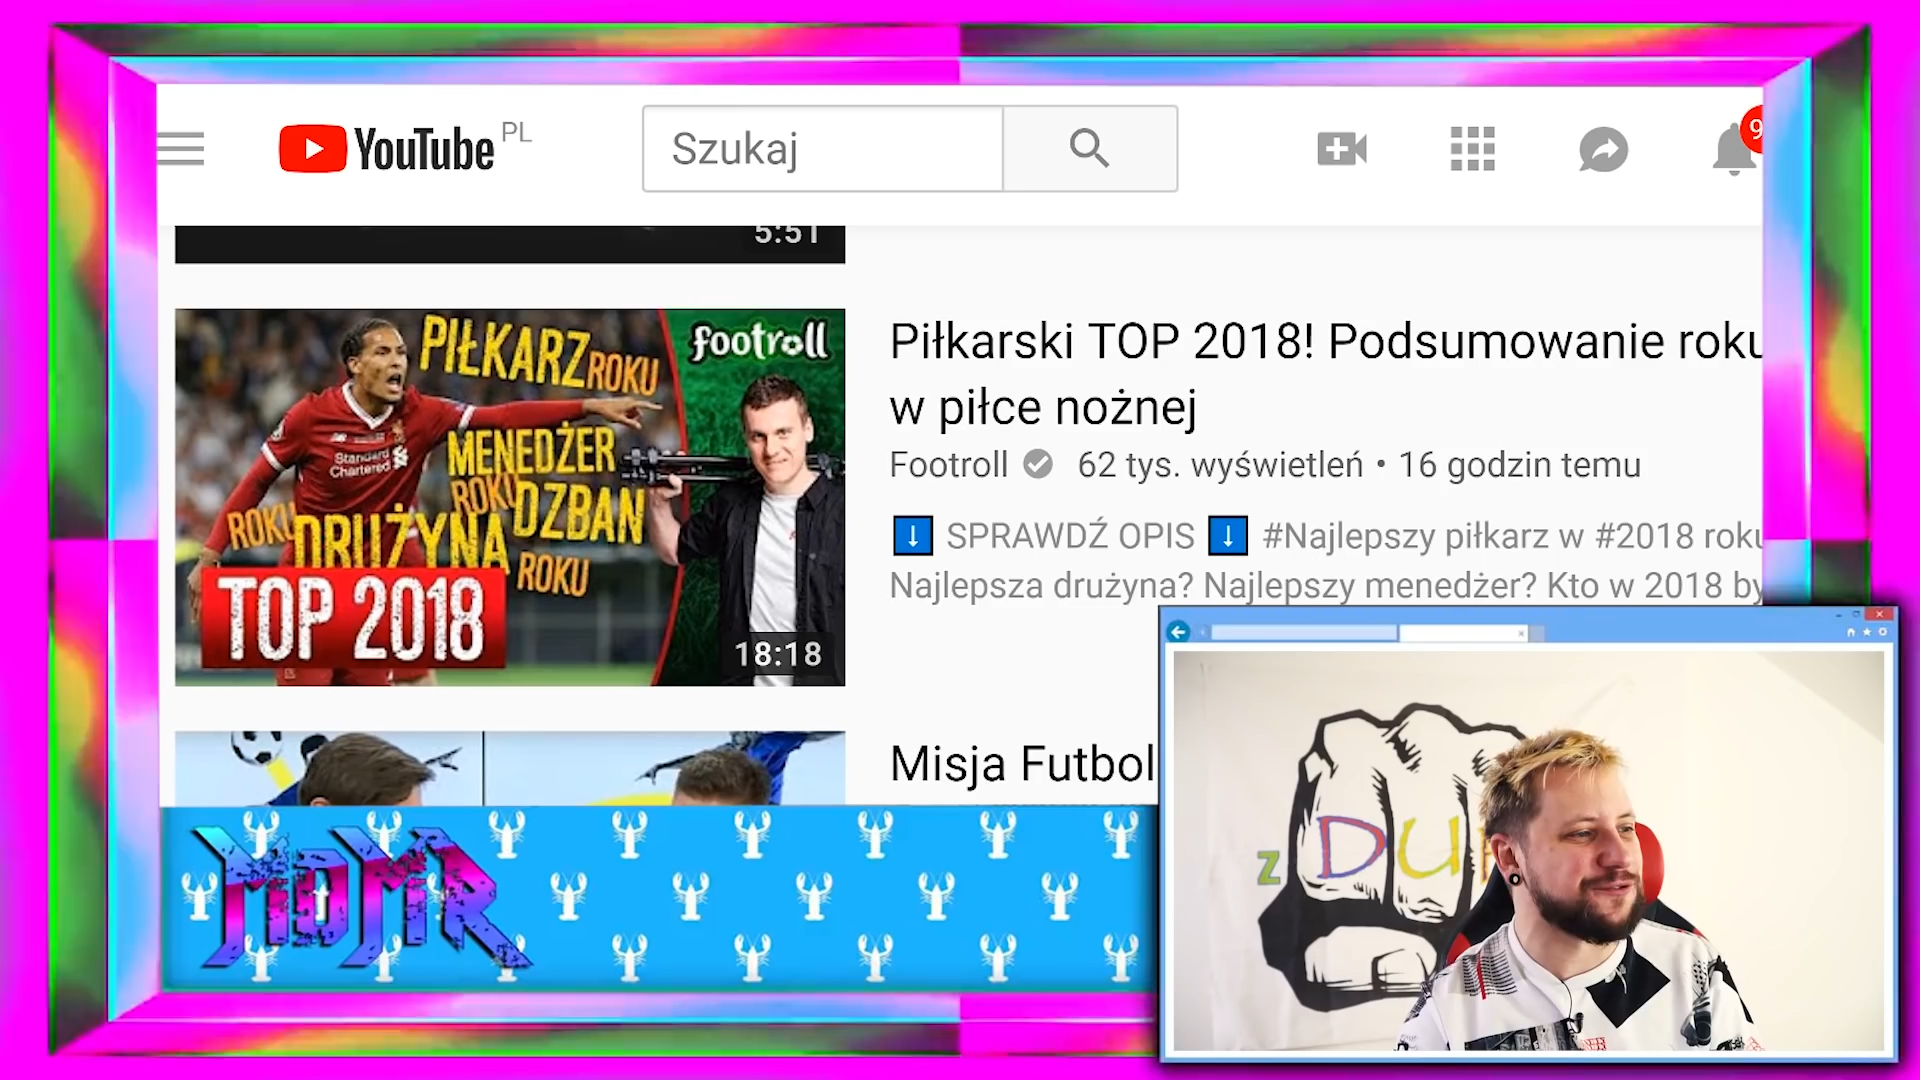 YouTube PL
Szukaj
9
5:51
PIŁKARZ ROKU
footroll
Standard
Chartered
MENEDŻER
ROKU DZBAN
ROKU DRUŻYNA
ROKU
TOP 2018
18:18
Piłkarski TOP 2018! Podsumowanie roku
w piłce nożnej
Footroll 62 tys. wyświetleń • 16 godzin temu
↓ SPRAWDŹ OPIS ↓ #Najlepszy piłkarz w #2018 roku
Najlepsza drużyna? Najlepszy menedżer? Kto w 2018 by
Misja Futbol
MDMR
Z DU